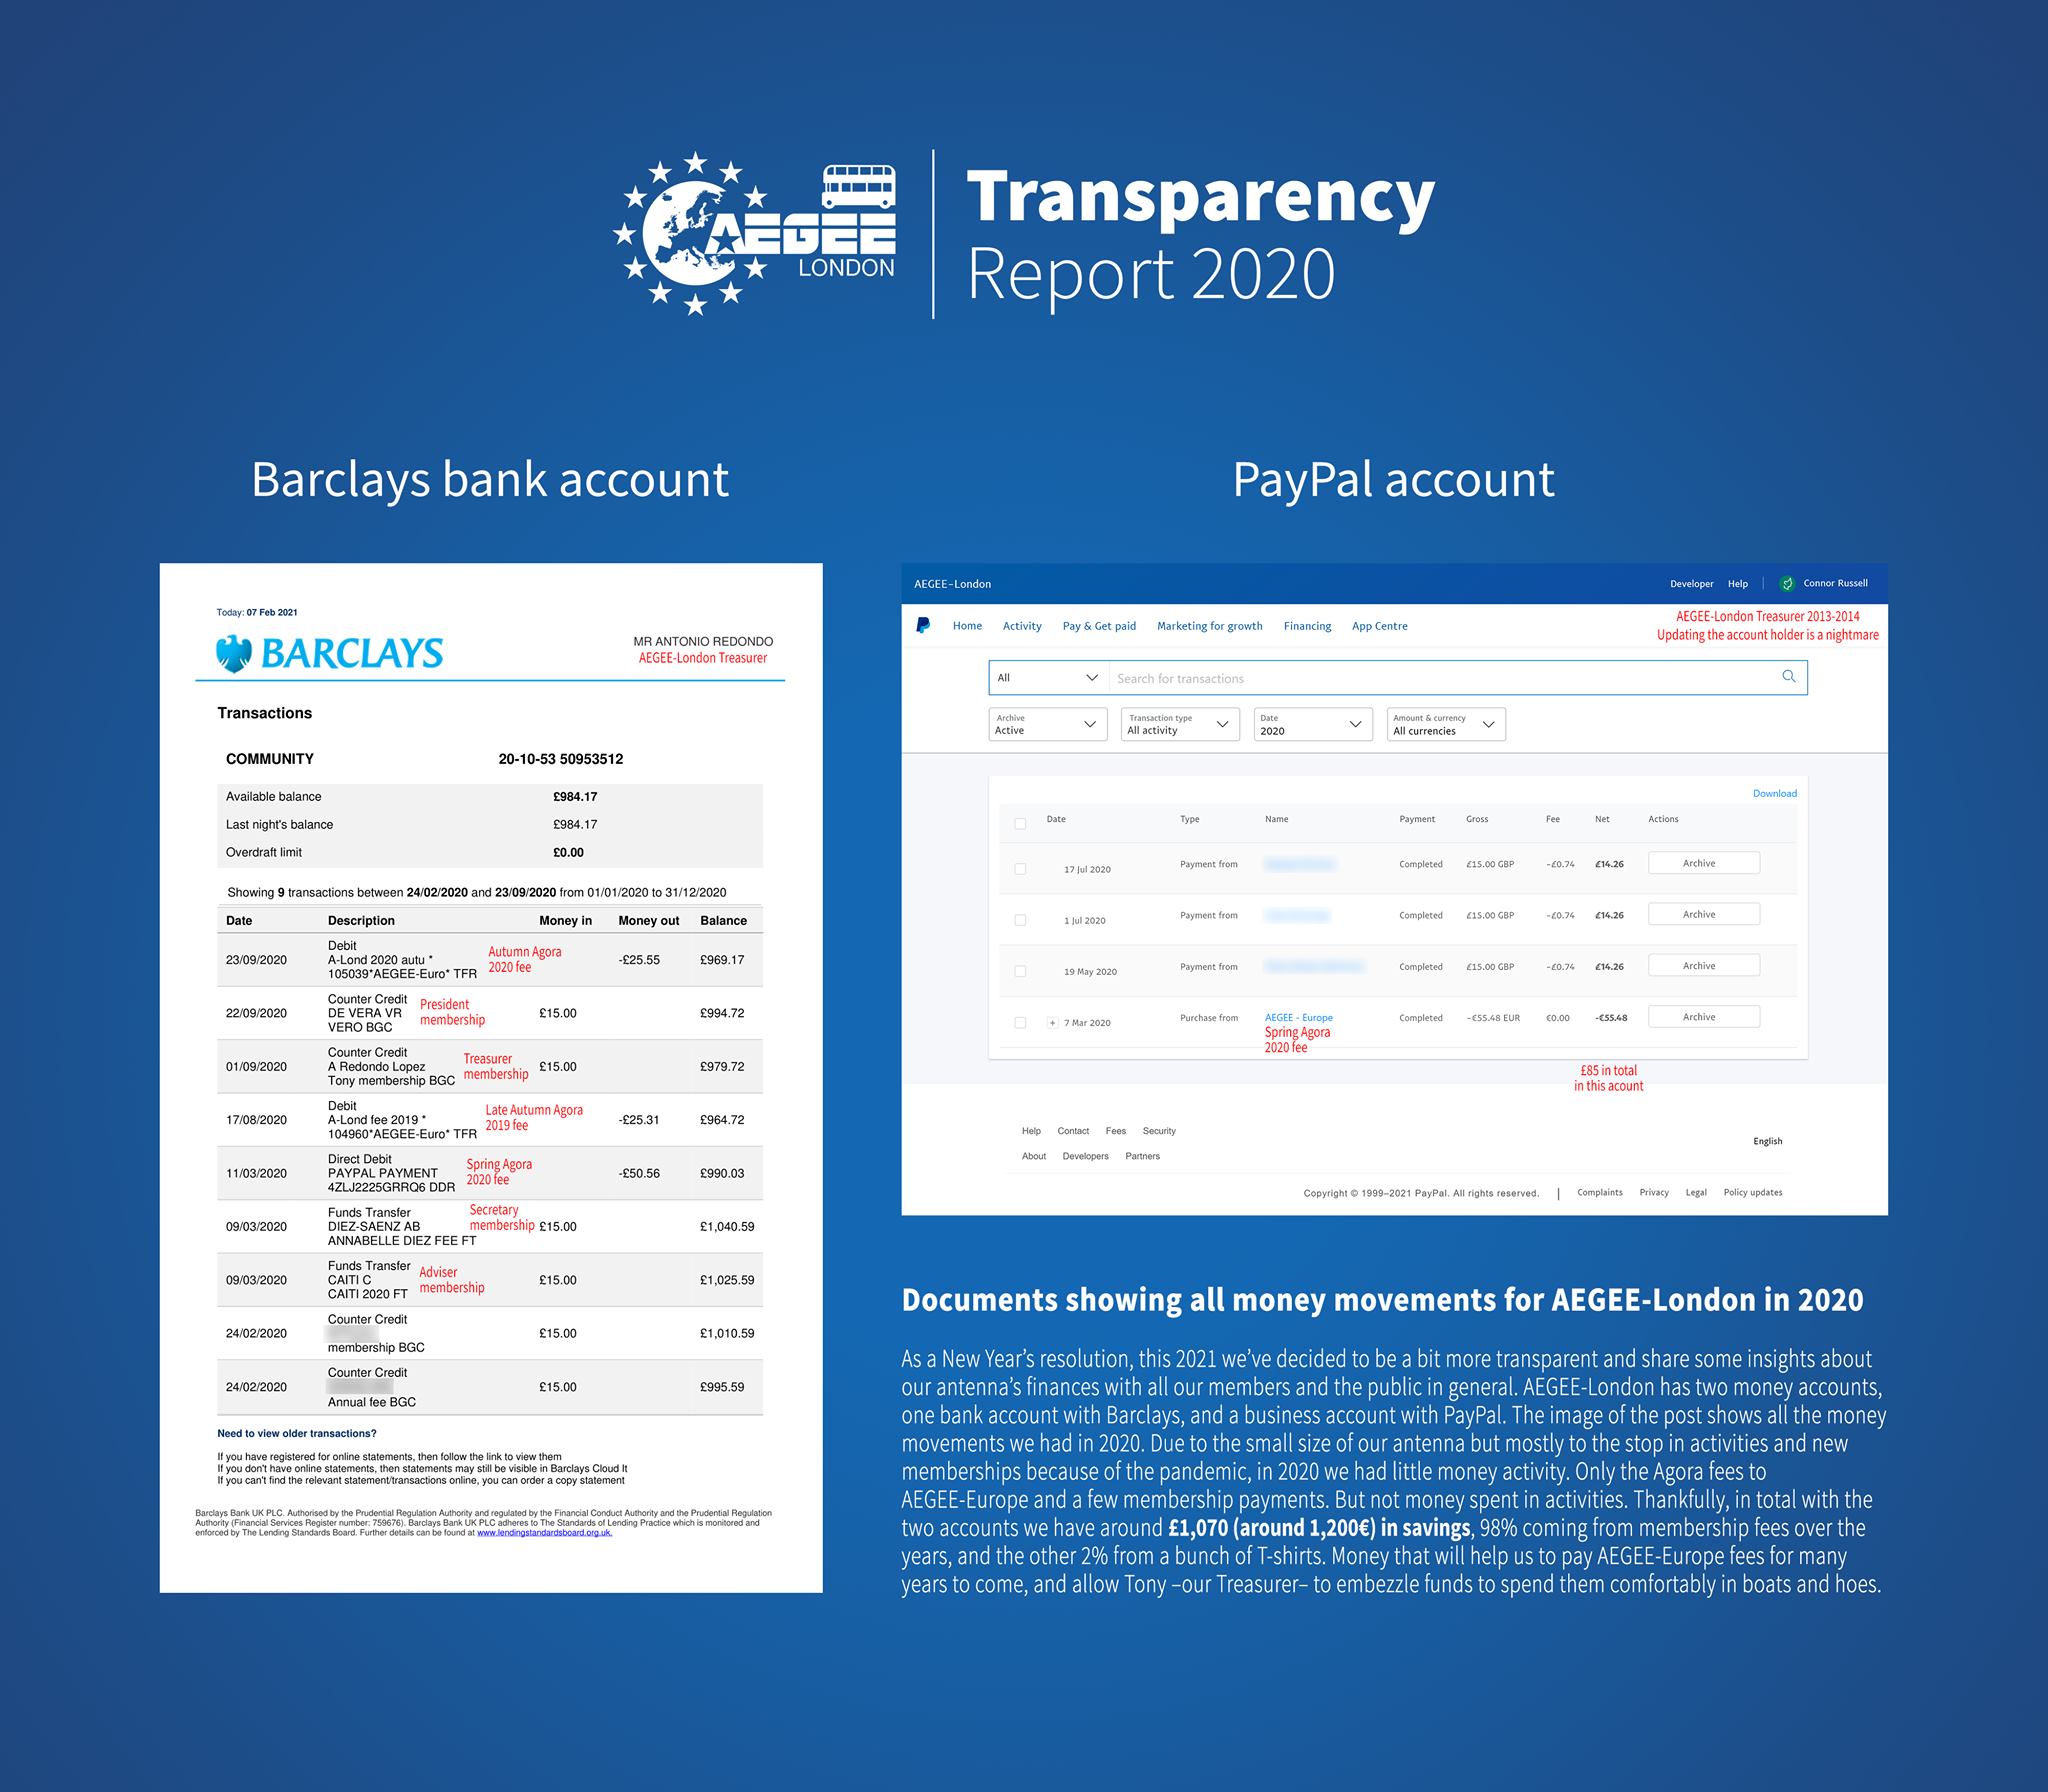 AEGEE
LONDON
Transparency
Report 2020
Barclays bank account
Today: 07 Feb 2021
BARCLAYS
MR ANTONIO REDONDO
AEGEE-London Treasurer
Transactions
COMMUNITY 20-10-53 50953512
Available balance £984.17
Last night's balance £984.17
Overdraft limit £0.00
Showing 9 transactions between 24/02/2020 and 23/09/2020 from 01/01/2020 to 31/12/2020
Date Description Money in Money out Balance
Debit
23/09/2020 A-Lond 2020 autu * Autumn Agora -£25.55 £969.17
105039*AEGEE-Euro* TFR 2020 fee
Counter Credit
22/09/2020 DE VERA VR President £15.00 £994.72
VERO BGC membership
Counter Credit
01/09/2020 A Redondo Lopez Treasurer £15.00 £979.72
Tony membership BGC membership
Debit
17/08/2020 A-Lond fee 2019 * Late Autumn Agora -£25.31 £964.72
104960*AEGEE-Euro* TFR 2019 fee
Direct Debit
11/03/2020 PAYPAL PAYMENT Spring Agora -£50.56 £990.03
4ZLJ2225GRRQ6 DDR 2020 fee
Funds Transfer Secretary
09/03/2020 DIEZ-SAENZ AB membership £15.00 £1,040.59
ANNABELLE DIEZ FEE FT
Funds Transfer
09/03/2020 CAITI C Adviser £15.00 £1,025.59
CAITI 2020 FT membership
Counter Credit
24/02/2020 £15.00 £1,010.59
membership BGC
Counter Credit
24/02/2020 £15.00 £995.59
Annual fee BGC
Need to view older transactions?
If you have registered for online statements, then follow the link to view them
If you don't have online statements, then statements may still be visible in Barclays Cloud It
If you can't find the relevant statement/transactions online, you can order a copy statement
Barclays Bank UK PLC. Authorised by the Prudential Regulation Authority and regulated by the Financial Conduct Authority and the Prudential Regulation
Authority (Financial Services Register number: 759676). Barclays Bank UK PLC adheres to The Standards of Lending Practice which is monitored and
enforced by The Lending Standards Board. Further details can be found at www.lendingstandardsboard.org.uk.
PayPal account
AEGEE-London Developer Help Connor Russell
Home Activity Pay & Get paid Marketing for growth Financing App Centre
AEGEE-London Treasurer 2013-2014
Updating the account holder is a nightmare
All Search for transactions
Archive Transaction type Date Amount & currency
Active All activity 2020 All currencies
Download
Date Type Name Payment Gross Fee Net Actions
17 Jul 2020 Payment from Completed £15.00 GBP -£0.74 £14.26 Archive
1 Jul 2020 Payment from Completed £15.00 GBP -£0.74 £14.26 Archive
19 May 2020 Payment from Completed £15.00 GBP -£0.74 £14.26 Archive
+ 7 Mar 2020 Purchase from AEGEE - Europe Completed -€55.48 EUR €0.00 -€55.48 Archive
Spring Agora
2020 fee
£85 in total
in this acount
Help Contact Fees Security
English
About Developers Partners
Copyright © 1999–2021 PayPal. All rights reserved. | Complaints Privacy Legal Policy updates
Documents showing all money movements for AEGEE-London in 2020
As a New Year's resolution, this 2021 we've decided to be a bit more transparent and share some insights about
our antenna's finances with all our members and the public in general. AEGEE-London has two money accounts,
one bank account with Barclays, and a business account with PayPal. The image of the post shows all the money
movements we had in 2020. Due to the small size of our antenna but mostly to the stop in activities and new
memberships because of the pandemic, in 2020 we had little money activity. Only the Agora fees to
AEGEE-Europe and a few membership payments. But not money spent in activities. Thankfully, in total with the
two accounts we have around £1,070 (around 1,200€) in savings, 98% coming from membership fees over the
years, and the other 2% from a bunch of T-shirts. Money that will help us to pay AEGEE-Europe fees for many
years to come, and allow Tony –our Treasurer– to embezzle funds to spend them comfortably in boats and hoes.